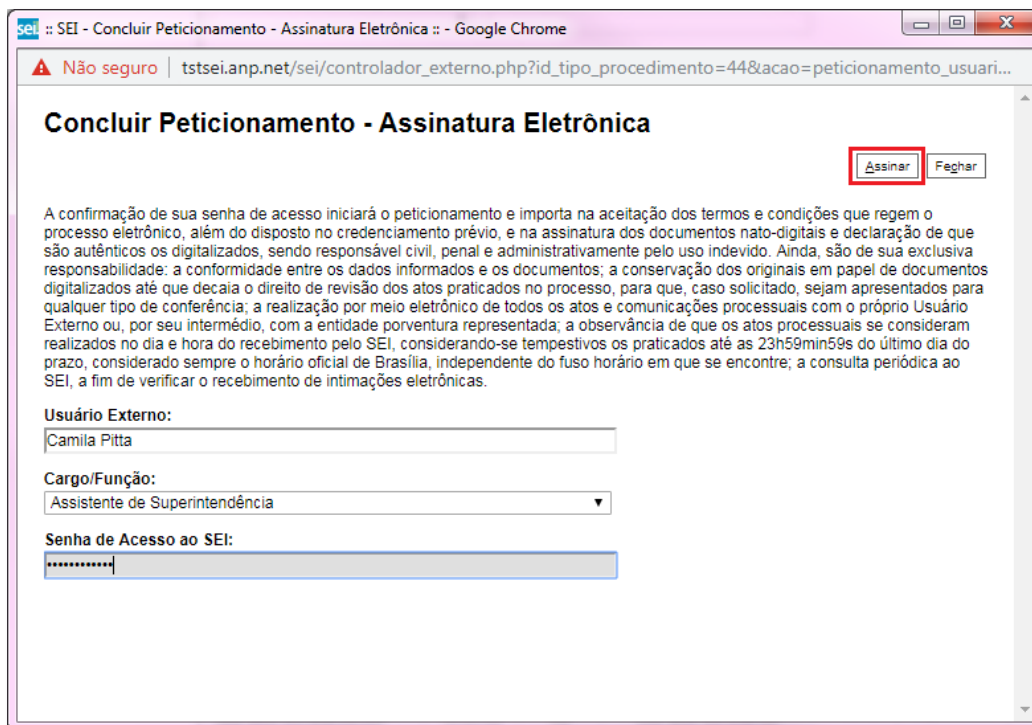 sei :: SEI - Concluir Peticionamento - Assinatura Eletrônica :: - Google Chrome
Não seguro | tstsei.anp.net/sei/controlador_externo.php?id_tipo_procedimento=44&acao=peticionamento_usuari...
Concluir Peticionamento - Assinatura Eletrônica
Assinar Fechar
A confirmação de sua senha de acesso iniciará o peticionamento e importa na aceitação dos termos e condições que regem o
processo eletrônico, além do disposto no credenciamento prévio, e na assinatura dos documentos nato-digitais e declaração de que
são autênticos os digitalizados, sendo responsável civil, penal e administrativamente pelo uso indevido. Ainda, são de sua exclusiva
responsabilidade: a conformidade entre os dados informados e os documentos; a conservação dos originais em papel de documentos
digitalizados até que decaia o direito de revisão dos atos praticados no processo, para que, caso solicitado, sejam apresentados para
qualquer tipo de conferência; a realização por meio eletrônico de todos os atos e comunicações processuais com o próprio Usuário
Externo ou, por seu intermédio, com a entidade porventura representada; a observância de que os atos processuais se consideram
realizados no dia e hora do recebimento pelo SEI, considerando-se tempestivos os praticados até as 23h59min59s do último dia do
prazo, considerado sempre o horário oficial de Brasília, independente do fuso horário em que se encontre; a consulta periódica ao
SEI, a fim de verificar o recebimento de intimações eletrônicas.
Usuário Externo:
Camila Pitta
Cargo/Função:
Assistente de Superintendência
Senha de Acesso ao SEI:
••••••••••••